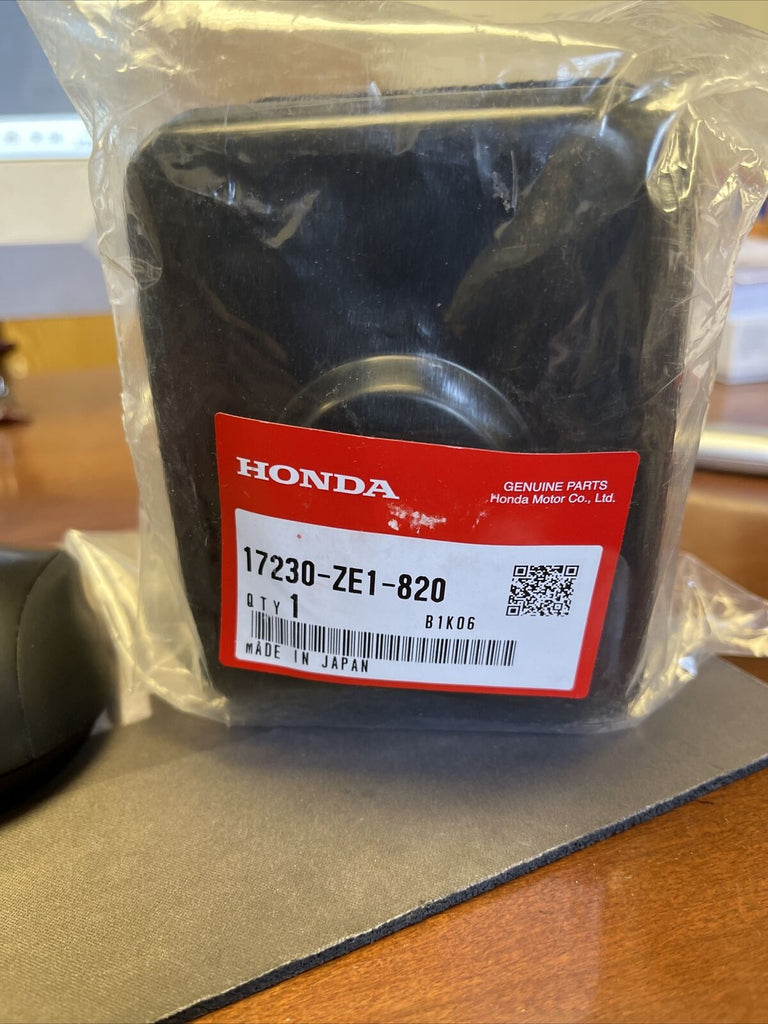 HONDA
GENUINE PARTS
Honda Motor Co., Ltd.
17230-ZE1-820
QTY 1
B1K06
MADE IN JAPAN